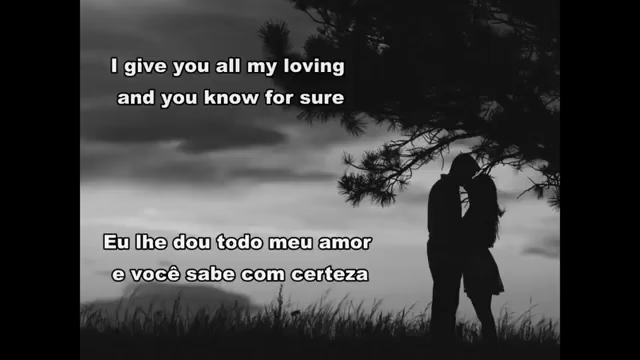 I give you all my loving
and you know for sure
Eu lhe dou todo meu amor
e você sabe com certeza